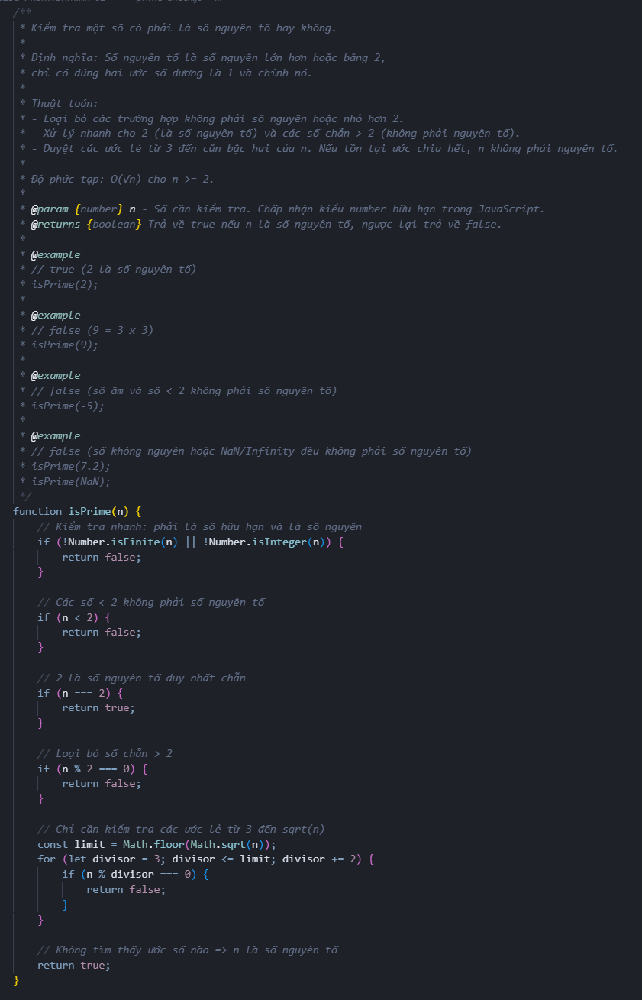 /**
 * Kiểm tra một số có phải là số nguyên tố hay không.
 *
 * Định nghĩa: Số nguyên tố là số nguyên lớn hơn hoặc bằng 2,
 * chỉ có đúng hai ước số dương là 1 và chính nó.
 *
 * Thuật toán:
 * - Loại bỏ các trường hợp không phải số nguyên hoặc nhỏ hơn 2.
 * - Xử lý nhanh cho 2 (là số nguyên tố) và các số chẵn > 2 (không phải nguyên tố).
 * - Duyệt các ước lẻ từ 3 đến căn bậc hai của n. Nếu tồn tại ước chia hết, n không phải nguyên tố.
 *
 * Độ phức tạp: O(√n) cho n >= 2.
 *
 * @param {number} n - Số cần kiểm tra. Chấp nhận kiểu number hữu hạn trong JavaScript.
 * @returns {boolean} Trả về true nếu n là số nguyên tố, ngược lại trả về false.
 *
 * @example
 * // true (2 là số nguyên tố)
 * isPrime(2);
 *
 * @example
 * // false (9 = 3 x 3)
 * isPrime(9);
 *
 * @example
 * // false (số âm và số < 2 không phải số nguyên tố)
 * isPrime(-5);
 *
 * @example
 * // false (số không nguyên hoặc NaN/Infinity đều không phải số nguyên tố)
 * isPrime(7.2);
 * isPrime(NaN);
 */
function isPrime(n) {
    // Kiểm tra nhanh: phải là số hữu hạn và là số nguyên
    if (!Number.isFinite(n) || !Number.isInteger(n)) {
        return false;
    }

    // Các số < 2 không phải số nguyên tố
    if (n < 2) {
        return false;
    }

    // 2 là số nguyên tố duy nhất chẵn
    if (n === 2) {
        return true;
    }

    // Loại bỏ số chẵn > 2
    if (n % 2 === 0) {
        return false;
    }

    // Chỉ cần kiểm tra các ước lẻ từ 3 đến sqrt(n)
    const limit = Math.floor(Math.sqrt(n));
    for (let divisor = 3; divisor <= limit; divisor += 2) {
        if (n % divisor === 0) {
            return false;
        }
    }

    // Không tìm thấy ước số nào => n là số nguyên tố
    return true;
}